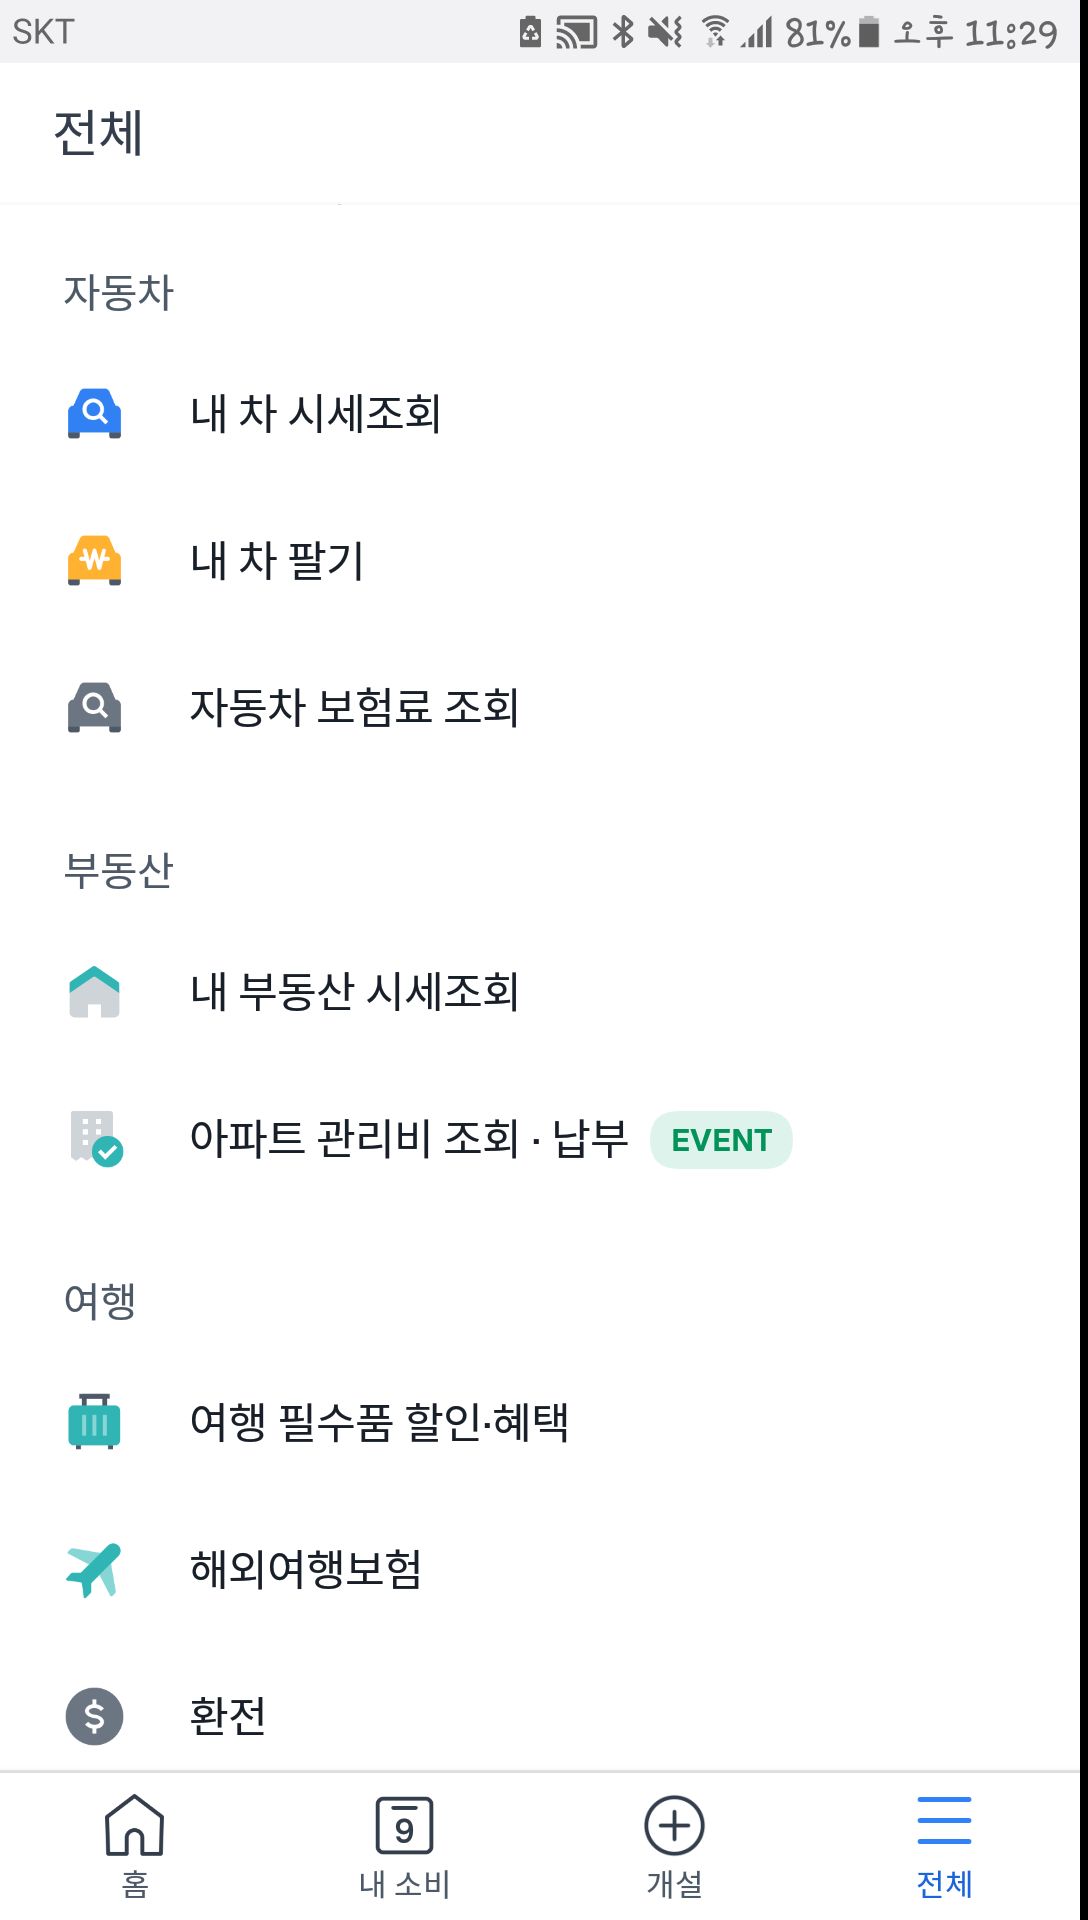 SKT 81% 오후 11:29
전체
자동차
내 차 시세조회
내 차 팔기
자동차 보험료 조회
부동산
내 부동산 시세조회
아파트 관리비 조회 · 납부 EVENT
여행
여행 필수품 할인·혜택
해외여행보험
환전
9
홈 내 소비 개설 전체